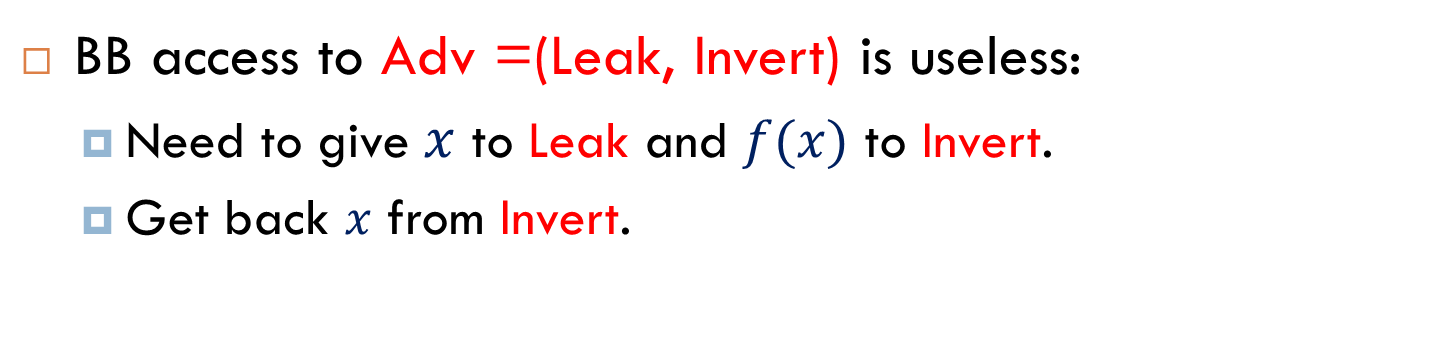 BB access to Adv =(Leak, Invert) is useless:
Need to give x to Leak and f(x) to Invert.
Get back x from Invert.